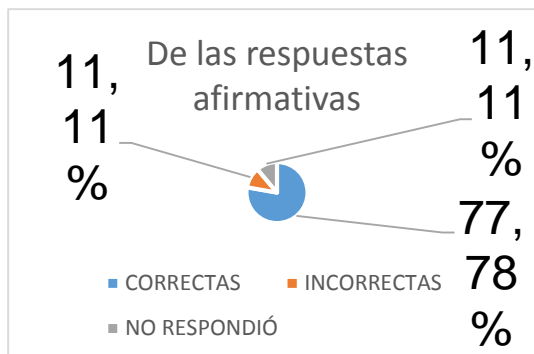 De las respuestas
afirmativas
11,
11
%
11,
11
%
77,
78
%
CORRECTAS
INCORRECTAS
NO RESPONDIÓ